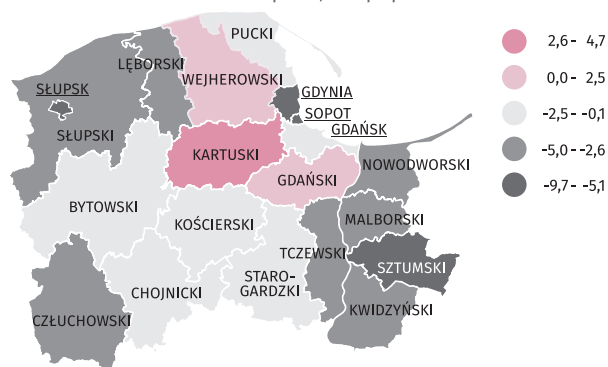 PUCKI
LĘBORSKI
WEJHEROWSKI
SŁUPSK
GDYNIA
SOPOT
GDAŃSK
SŁUPSKI
KARTUSKI
NOWODWORSKI
GDAŃSKI
BYTOWSKI
KOŚCIERSKI
MALBORSKI
TCZEWSKI
SZTUMSKI
STARO-
GARDZKI
CHOJNICKI
CZŁUCHOWSKI
KWIDZYŃSKI
2,6 - 4,7
0,0 - 2,5
-2,5 - -0,1
-5,0 - -2,6
-9,7 - -5,1